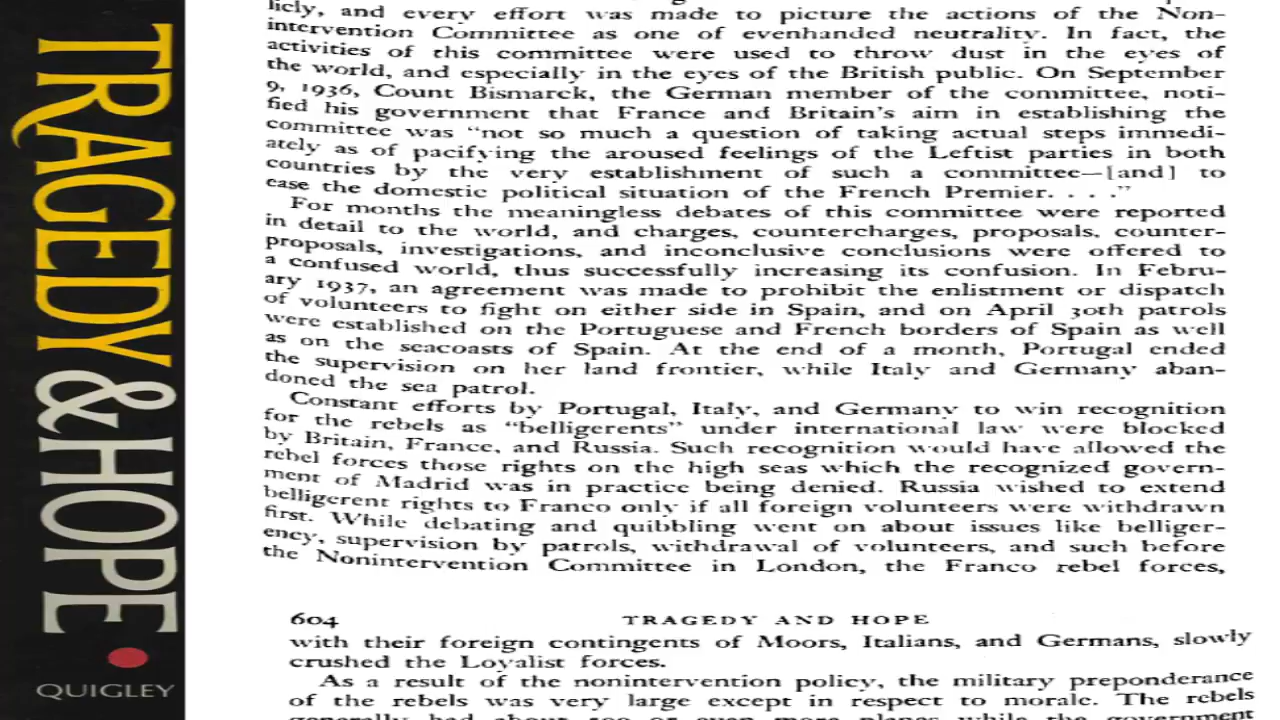 TRAGEDY & HOPE
QUIGLEY
licly, and every effort was made to picture the actions of the Non-
intervention Committee as one of evenhanded neutrality. In fact, the
activities of this committee were used to throw dust in the eyes of
the world, and especially in the eyes of the British public. On September
9, 1936, Count Bismarck, the German member of the committee, noti-
fied his government that France and Britain's aim in establishing the
committee was "not so much a question of taking actual steps immedi-
ately as of pacifying the aroused feelings of the Leftist parties in both
countries by the very establishment of such a committee—[and] to
ease the domestic political situation of the French Premier. . . ."
For months the meaningless debates of this committee were reported
in detail to the world, and charges, countercharges, proposals, counter-
proposals, investigations, and inconclusive conclusions were offered to
a confused world, thus successfully increasing its confusion. In Febru-
ary 1937, an agreement was made to prohibit the enlistment or dispatch
of volunteers to fight on either side in Spain, and on April 30th patrols
were established on the Portuguese and French borders of Spain as well
as on the seacoasts of Spain. At the end of a month, Portugal ended
the supervision on her land frontier, while Italy and Germany aban-
doned the sea patrol.
Constant efforts by Portugal, Italy, and Germany to win recognition
for the rebels as "belligerents" under international law were blocked
by Britain, France, and Russia. Such recognition would have allowed the
rebel forces those rights on the high seas which the recognized govern-
ment of Madrid was in practice being denied. Russia wished to extend
belligerent rights to Franco only if all foreign volunteers were withdrawn
first. While debating and quibbling went on about issues like belliger-
ency, supervision by patrols, withdrawal of volunteers, and such before
the Nonintervention Committee in London, the Franco rebel forces,
604 TRAGEDY AND HOPE
with their foreign contingents of Moors, Italians, and Germans, slowly
crushed the Loyalist forces.
As a result of the nonintervention policy, the military preponderance
of the rebels was very large except in respect to morale. The rebels
generally had about 500 or even more planes while the government